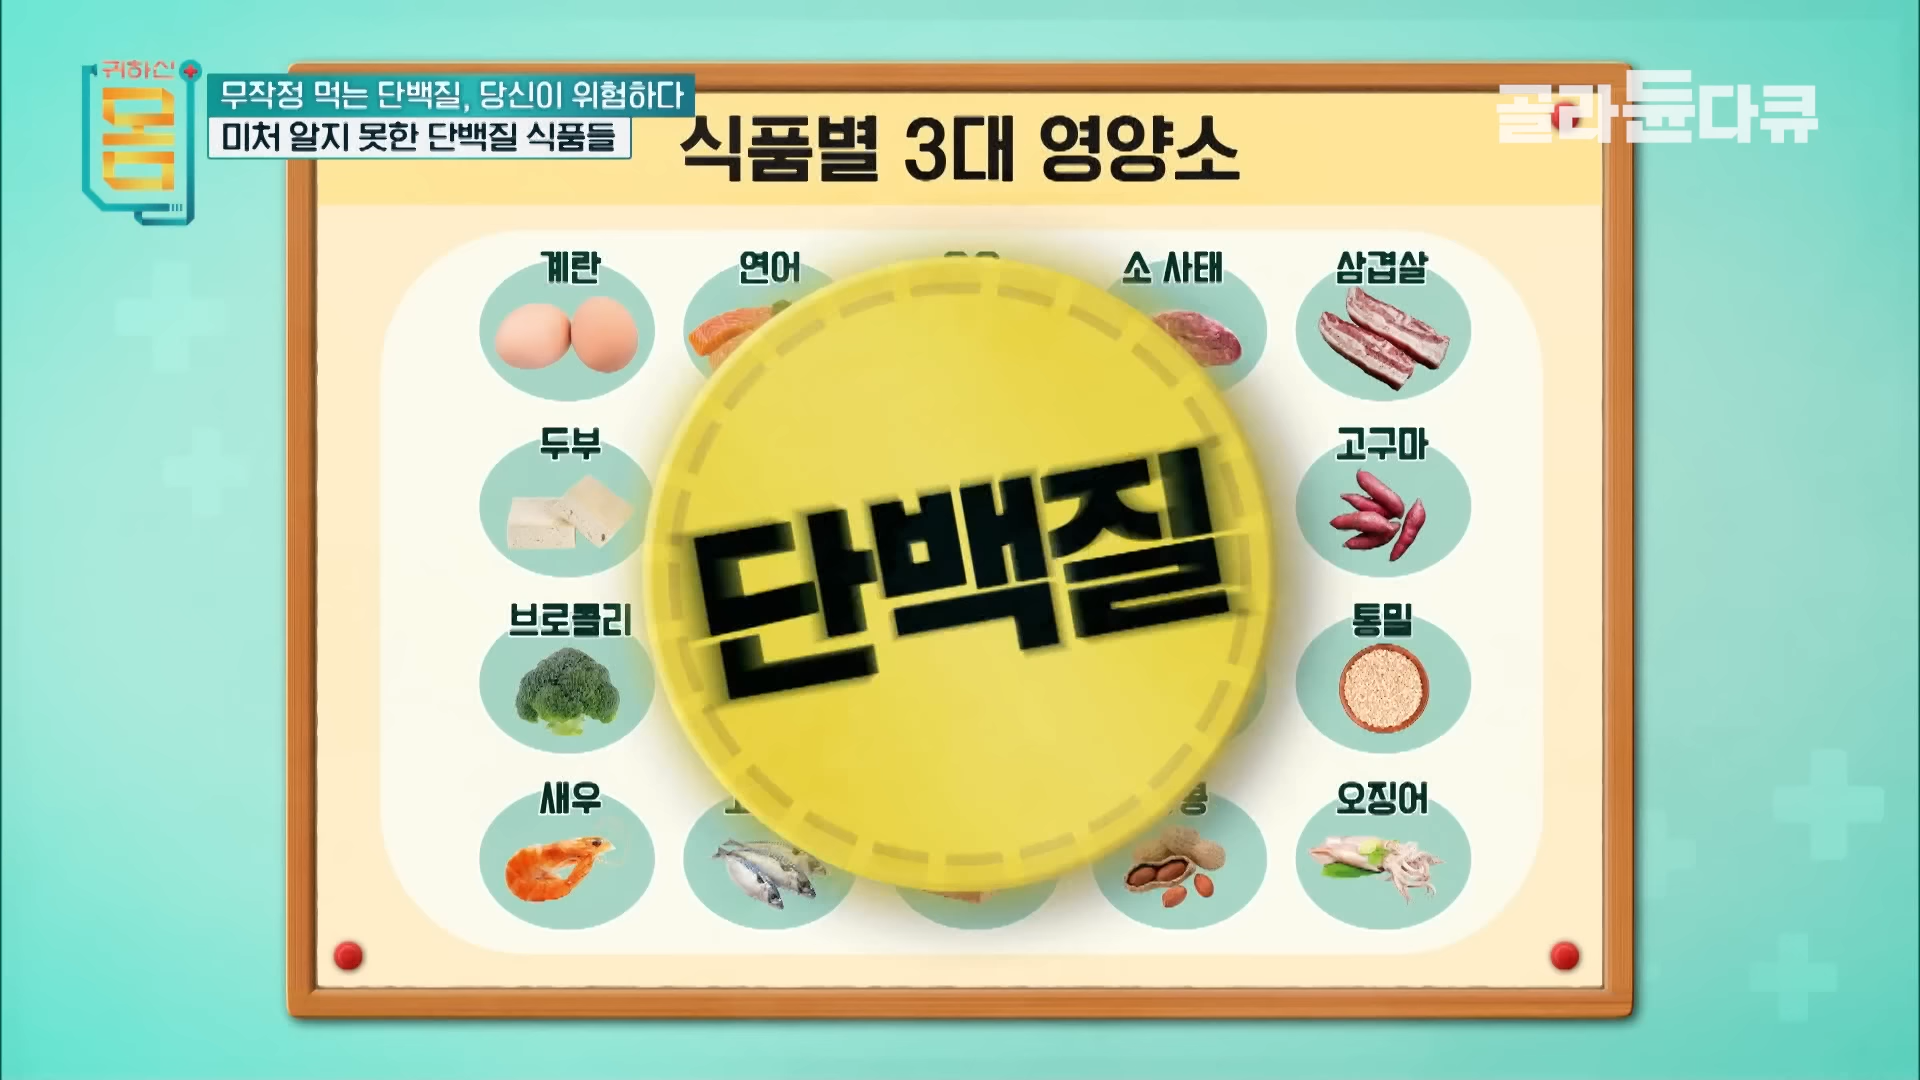 귀하신
몸
무작정 먹는 단백질, 당신이 위험하다
미처 알지 못한 단백질 식품들
골라듄다큐
식품별 3대 영양소
계란
연어
소 사태
삼겹살
두부
고구마
단백질
브로콜리
통밀
새우
오징어